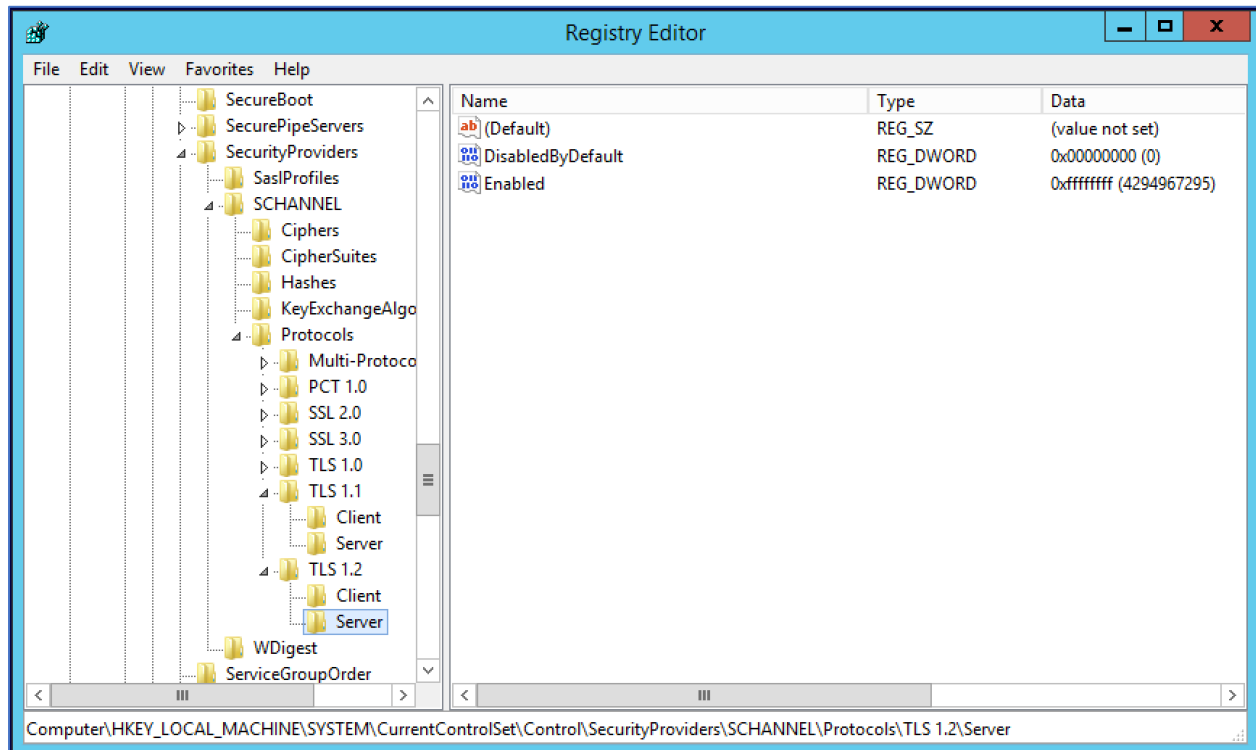 Registry Editor
File Edit View Favorites Help
SecureBoot
SecurePipeServers
SecurityProviders
SaslProfiles
SCHANNEL
Ciphers
CipherSuites
Hashes
KeyExchangeAlgo
Protocols
Multi-Protoco
PCT 1.0
SSL 2.0
SSL 3.0
TLS 1.0
TLS 1.1
Client
Server
TLS 1.2
Client
Server
WDigest
ServiceGroupOrder
Name Type Data
(Default) REG_SZ (value not set)
DisabledByDefault REG_DWORD 0x00000000 (0)
Enabled REG_DWORD 0xffffffff (4294967295)
Computer\HKEY_LOCAL_MACHINE\SYSTEM\CurrentControlSet\Control\SecurityProviders\SCHANNEL\Protocols\TLS 1.2\Server